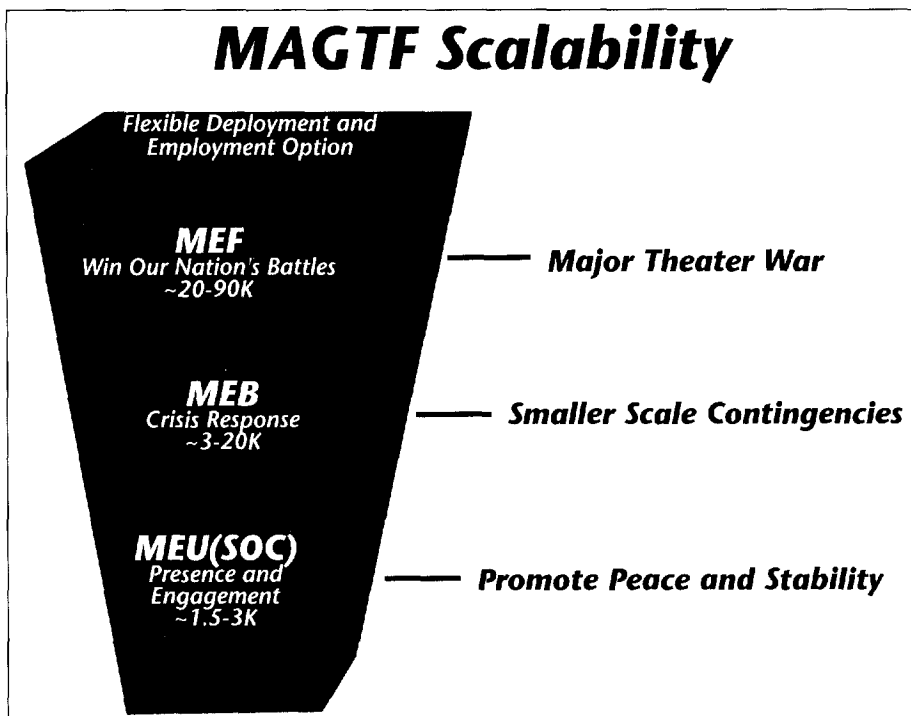 MAGTF Scalability
Flexible Deployment and
Employment Option
MEF
Win Our Nation's Battles
~20-90K
Major Theater War
MEB
Crisis Response
~3-20K
Smaller Scale Contingencies
MEU(SOC)
Presence and
Engagement
~1.5-3K
Promote Peace and Stability